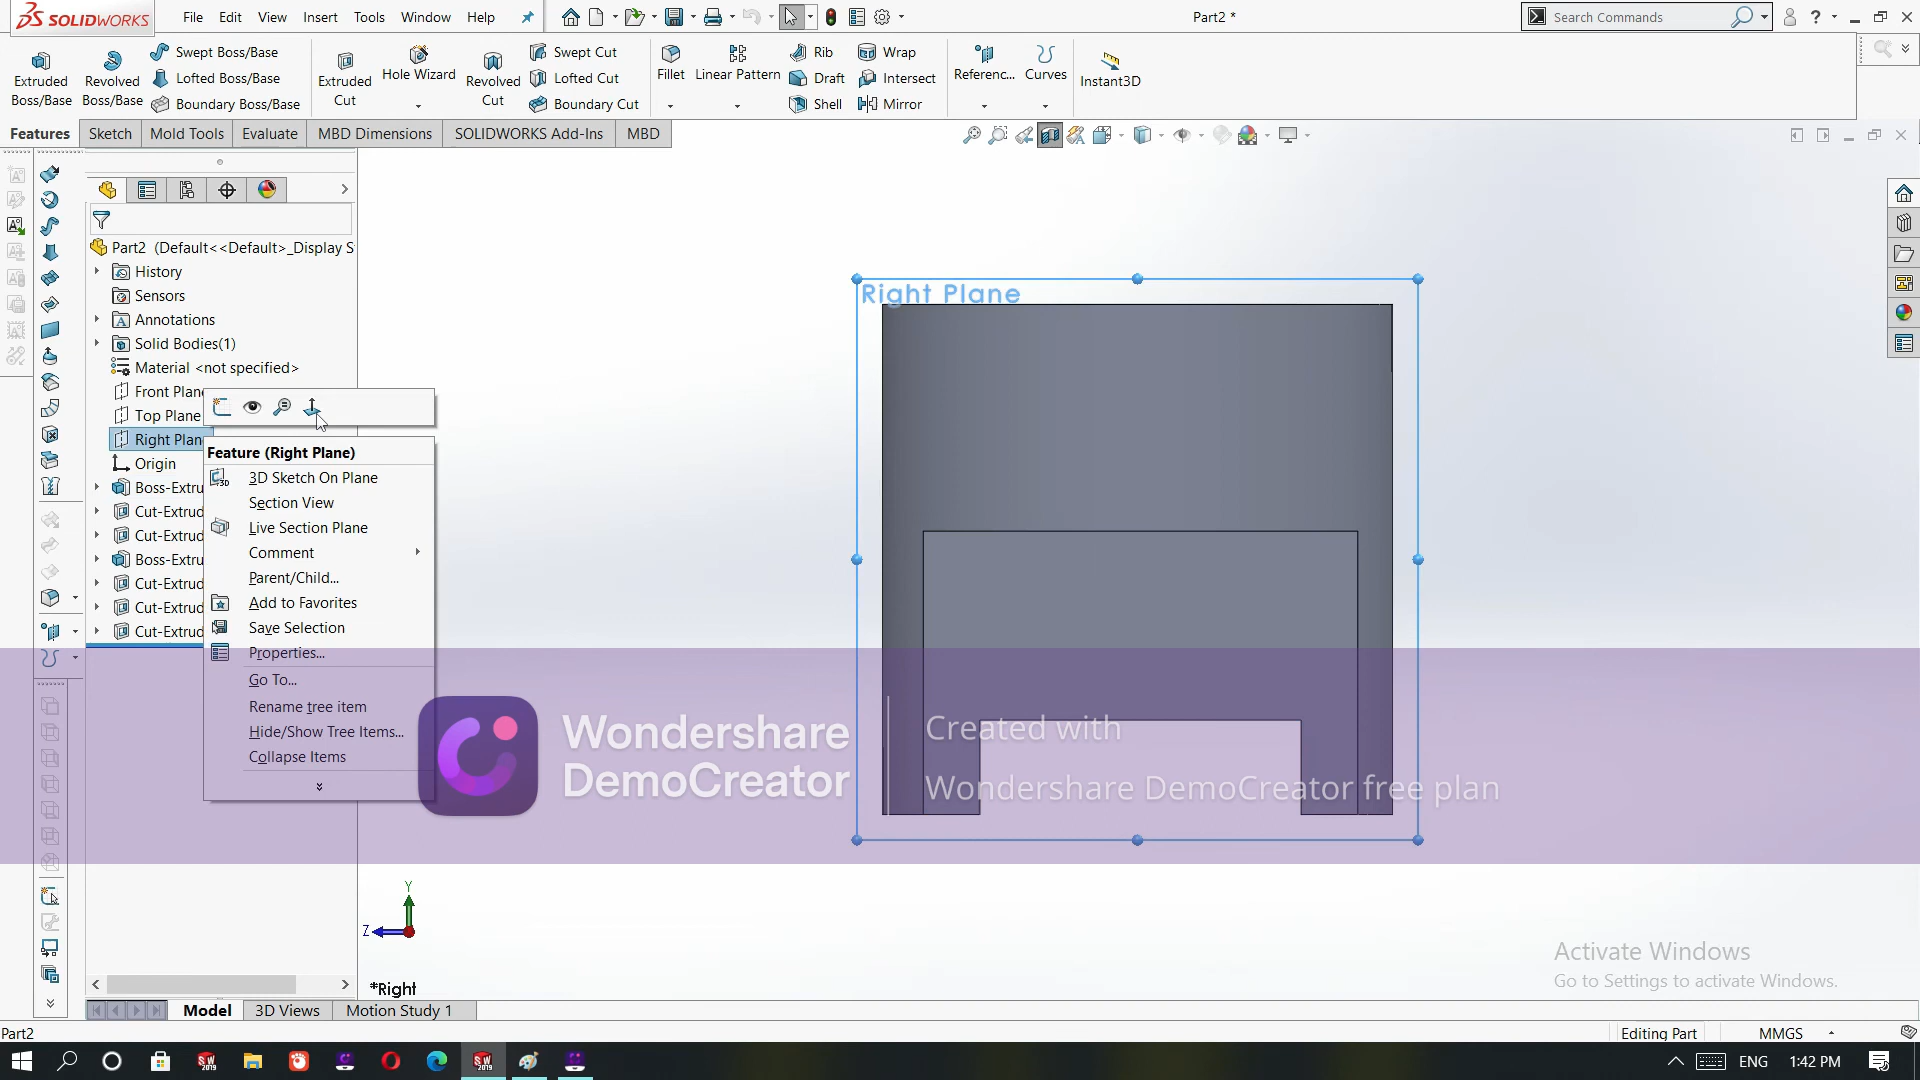 SOLIDWORKS
File Edit View Insert Tools Window Help
Part2 *
Search Commands
Extruded Boss/Base
Revolved Boss/Base
Swept Boss/Base
Lofted Boss/Base
Boundary Boss/Base
Extruded Cut
Hole Wizard
Revolved Cut
Swept Cut
Lofted Cut
Boundary Cut
Fillet
Linear Pattern
Rib
Draft
Shell
Wrap
Intersect
Mirror
Referenc...
Curves
Instant3D
Features Sketch Mold Tools Evaluate MBD Dimensions SOLIDWORKS Add-Ins MBD
Part2 (Default<<Default>_Display S
History
Sensors
Annotations
Solid Bodies(1)
Material <not specified>
Front Plan
Top Plane
Right Plan
Origin
Boss-Extru
Cut-Extrud
Cut-Extrud
Boss-Extru
Cut-Extrud
Cut-Extrud
Cut-Extrud
Feature (Right Plane)
3D Sketch On Plane
Section View
Live Section Plane
Comment
Parent/Child...
Add to Favorites
Save Selection
Properties...
Go To...
Rename tree item
Hide/Show Tree Items...
Collapse Items
Right Plane
Wondershare
DemoCreator
Created with
Wondershare DemoCreator free plan
Y
Z
*Right
Activate Windows
Go to Settings to activate Windows.
Model 3D Views Motion Study 1
Part2
Editing Part
MMGS
SW 2019
SW 2019
ENG
1:42 PM